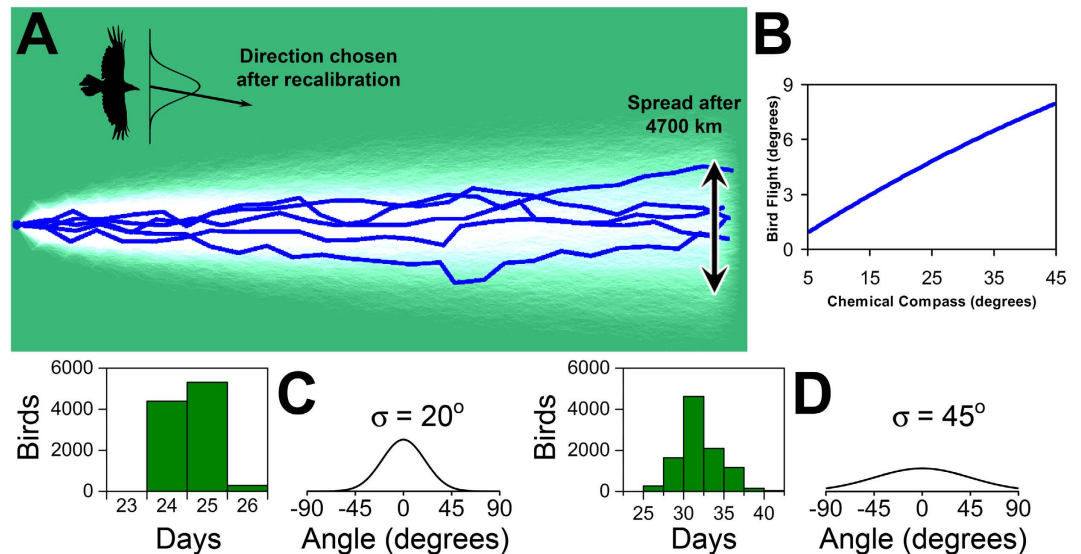 A
Direction chosen
after recalibration
Spread after
4700 km
B
Bird Flight (degrees)
9
6
3
0
5 15 25 35 45
Chemical Compass (degrees)
C
Birds
6000
4000
2000
0
23 24 25 26
Days
σ = 20°
-90 -45 0 45 90
Angle (degrees)
D
Birds
6000
4000
2000
0
25 30 35 40
Days
σ = 45°
-90 -45 0 45 90
Angle (degrees)